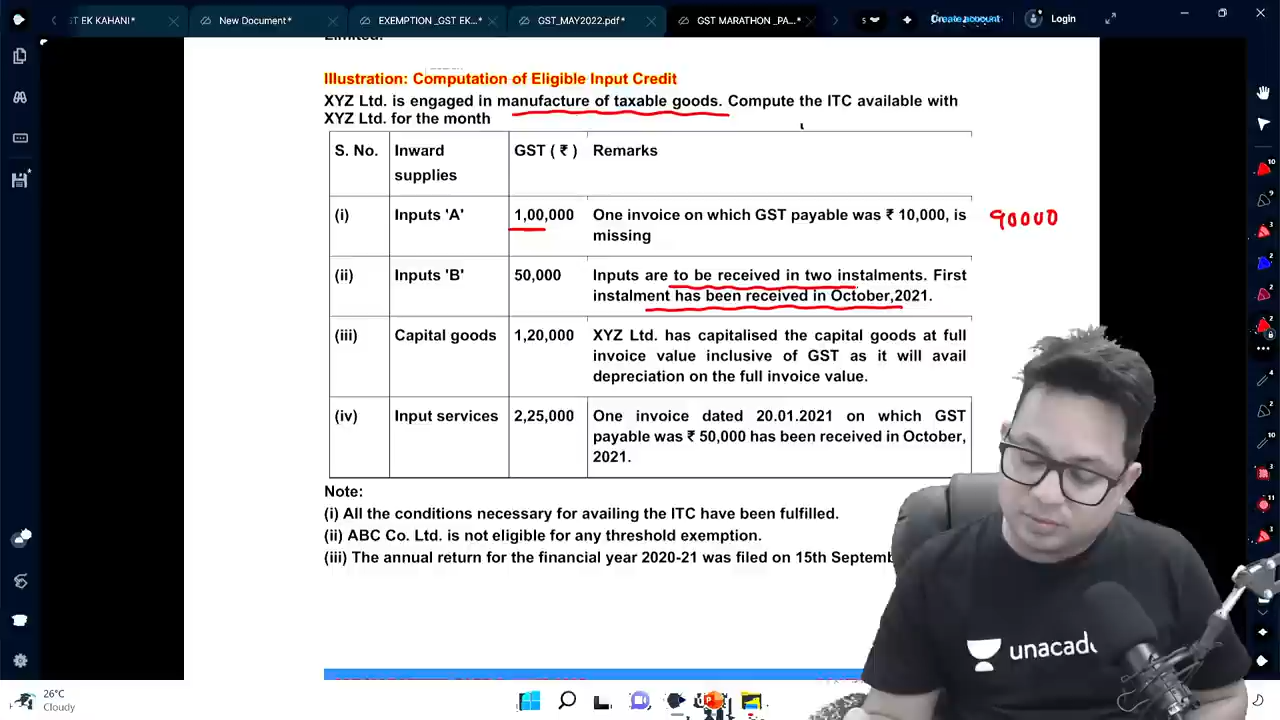 T EK KAHANI*
New Document*
EXEMPTION _GST EK...*
GST_MAY2022.pdf*
GST MARATHON _PA...*
5
Create account
Login
Illustration: Computation of Eligible Input Credit
XYZ Ltd. is engaged in manufacture of taxable goods. Compute the ITC available with
XYZ Ltd. for the month
S. No. Inward GST ( ₹ ) Remarks
supplies
(i) Inputs 'A' 1,00,000 One invoice on which GST payable was ₹ 10,000, is 90000
missing
(ii) Inputs 'B' 50,000 Inputs are to be received in two instalments. First
instalment has been received in October,2021.
(iii) Capital goods 1,20,000 XYZ Ltd. has capitalised the capital goods at full
invoice value inclusive of GST as it will avail
depreciation on the full invoice value.
(iv) Input services 2,25,000 One invoice dated 20.01.2021 on which GST
payable was ₹ 50,000 has been received in October,
2021.
Note:
(i) All the conditions necessary for availing the ITC have been fulfilled.
(ii) ABC Co. Ltd. is not eligible for any threshold exemption.
(iii) The annual return for the financial year 2020-21 was filed on 15th Septemb
unacad
26°C
Cloudy